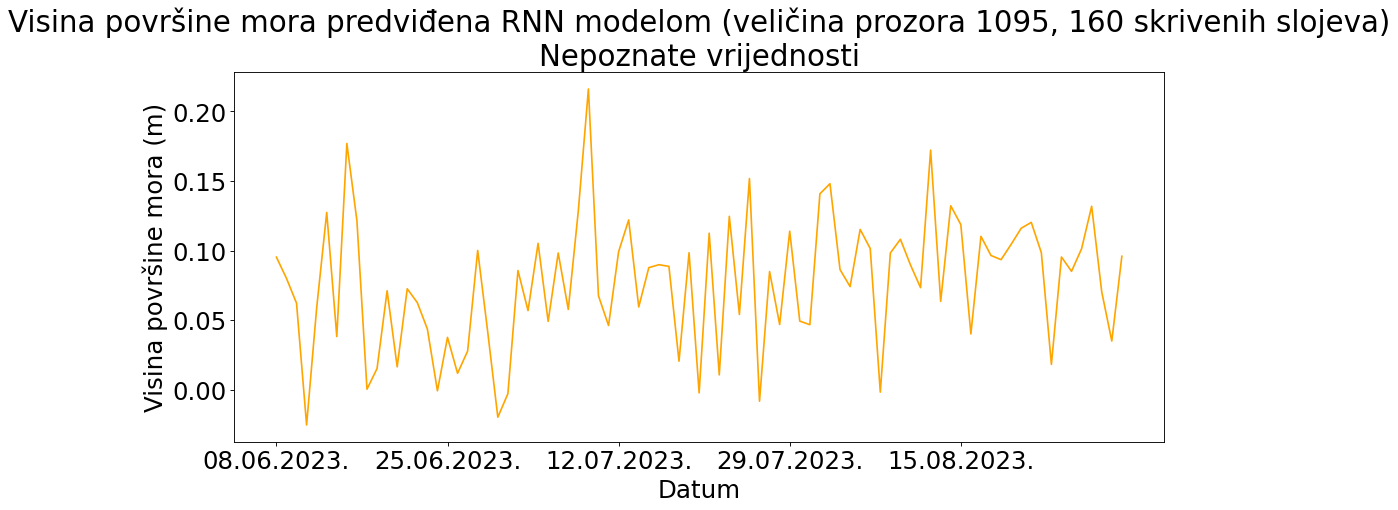 Visina površine mora predviđena RNN modelom (veličina prozora 1095, 160 skrivenih slojeva)
Nepoznate vrijednosti
Visina površine mora (m)
0.20
0.15
0.10
0.05
0.00
08.06.2023.
25.06.2023.
12.07.2023.
29.07.2023.
15.08.2023.
Datum